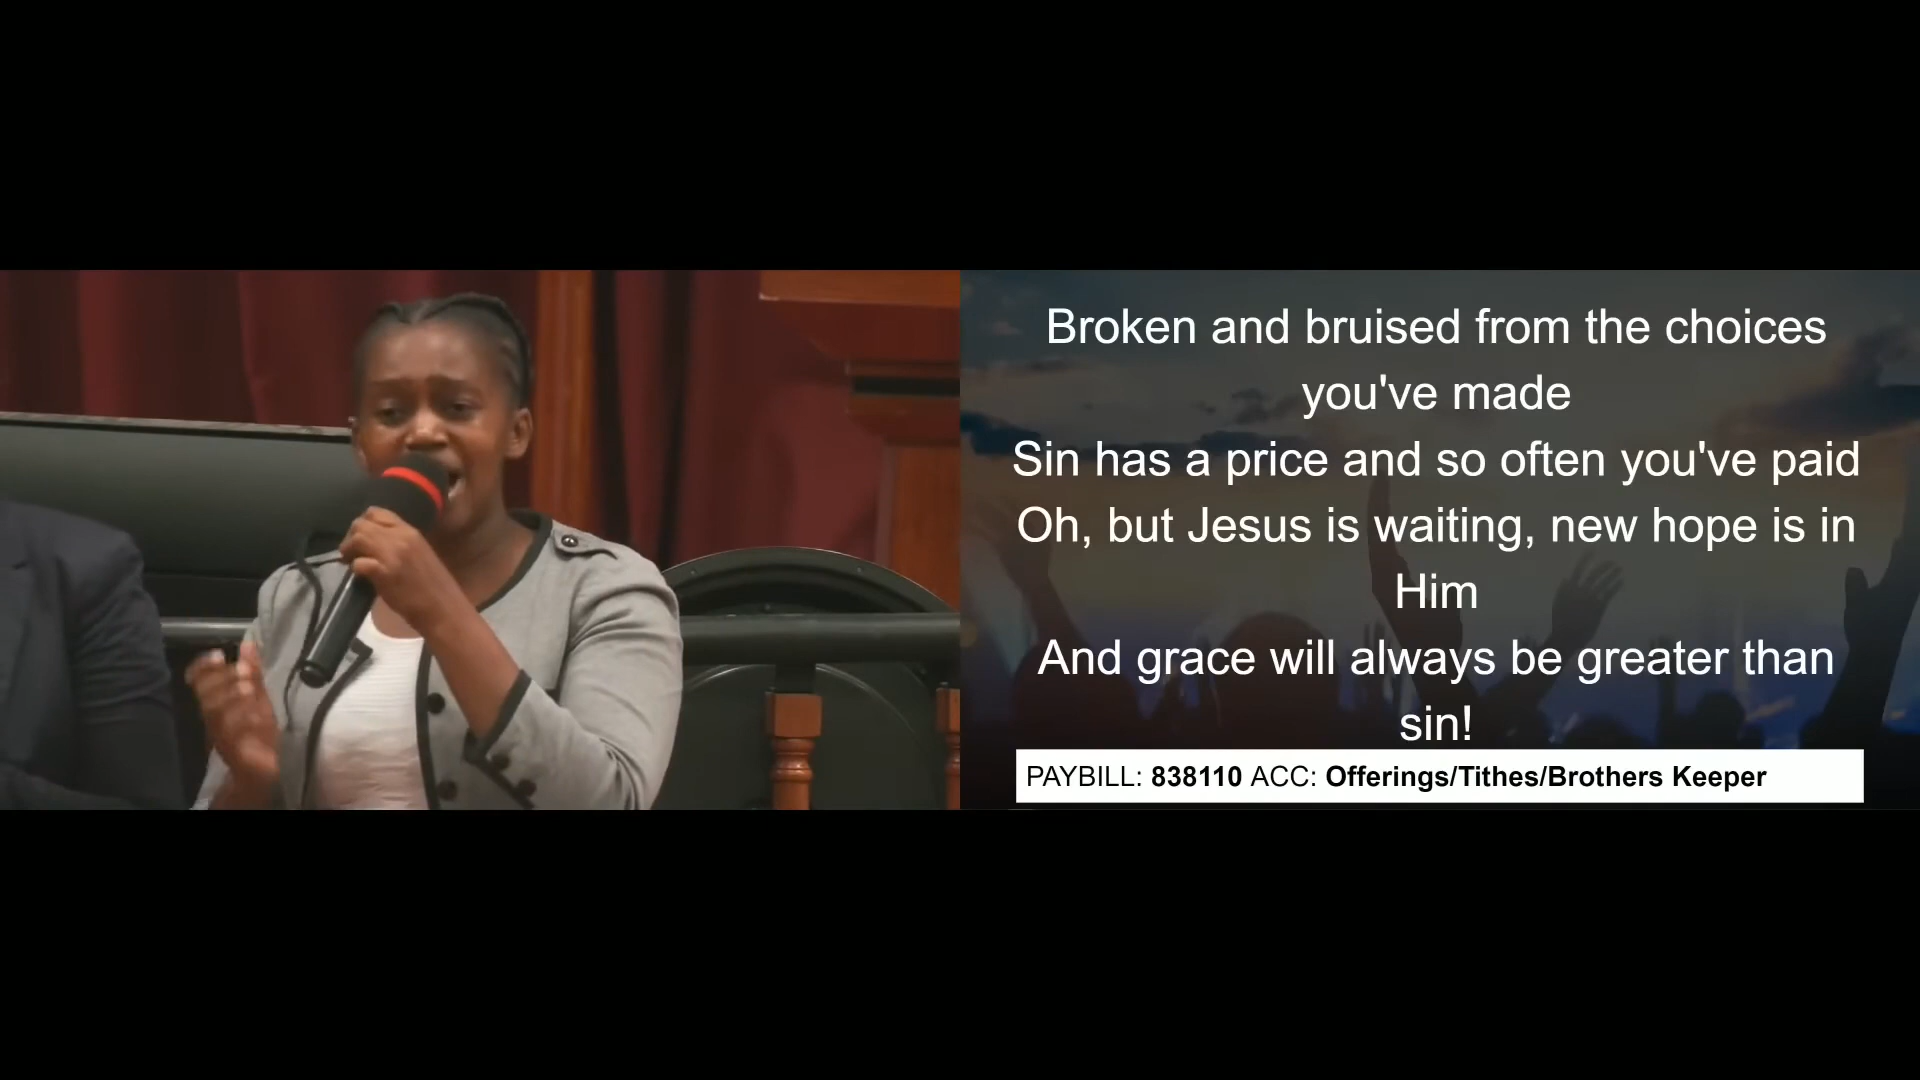 Broken and bruised from the choices
you've made
Sin has a price and so often you've paid
Oh, but Jesus is waiting, new hope is in
Him
And grace will always be greater than
sin!
PAYBILL: 838110 ACC: Offerings/Tithes/Brothers Keeper